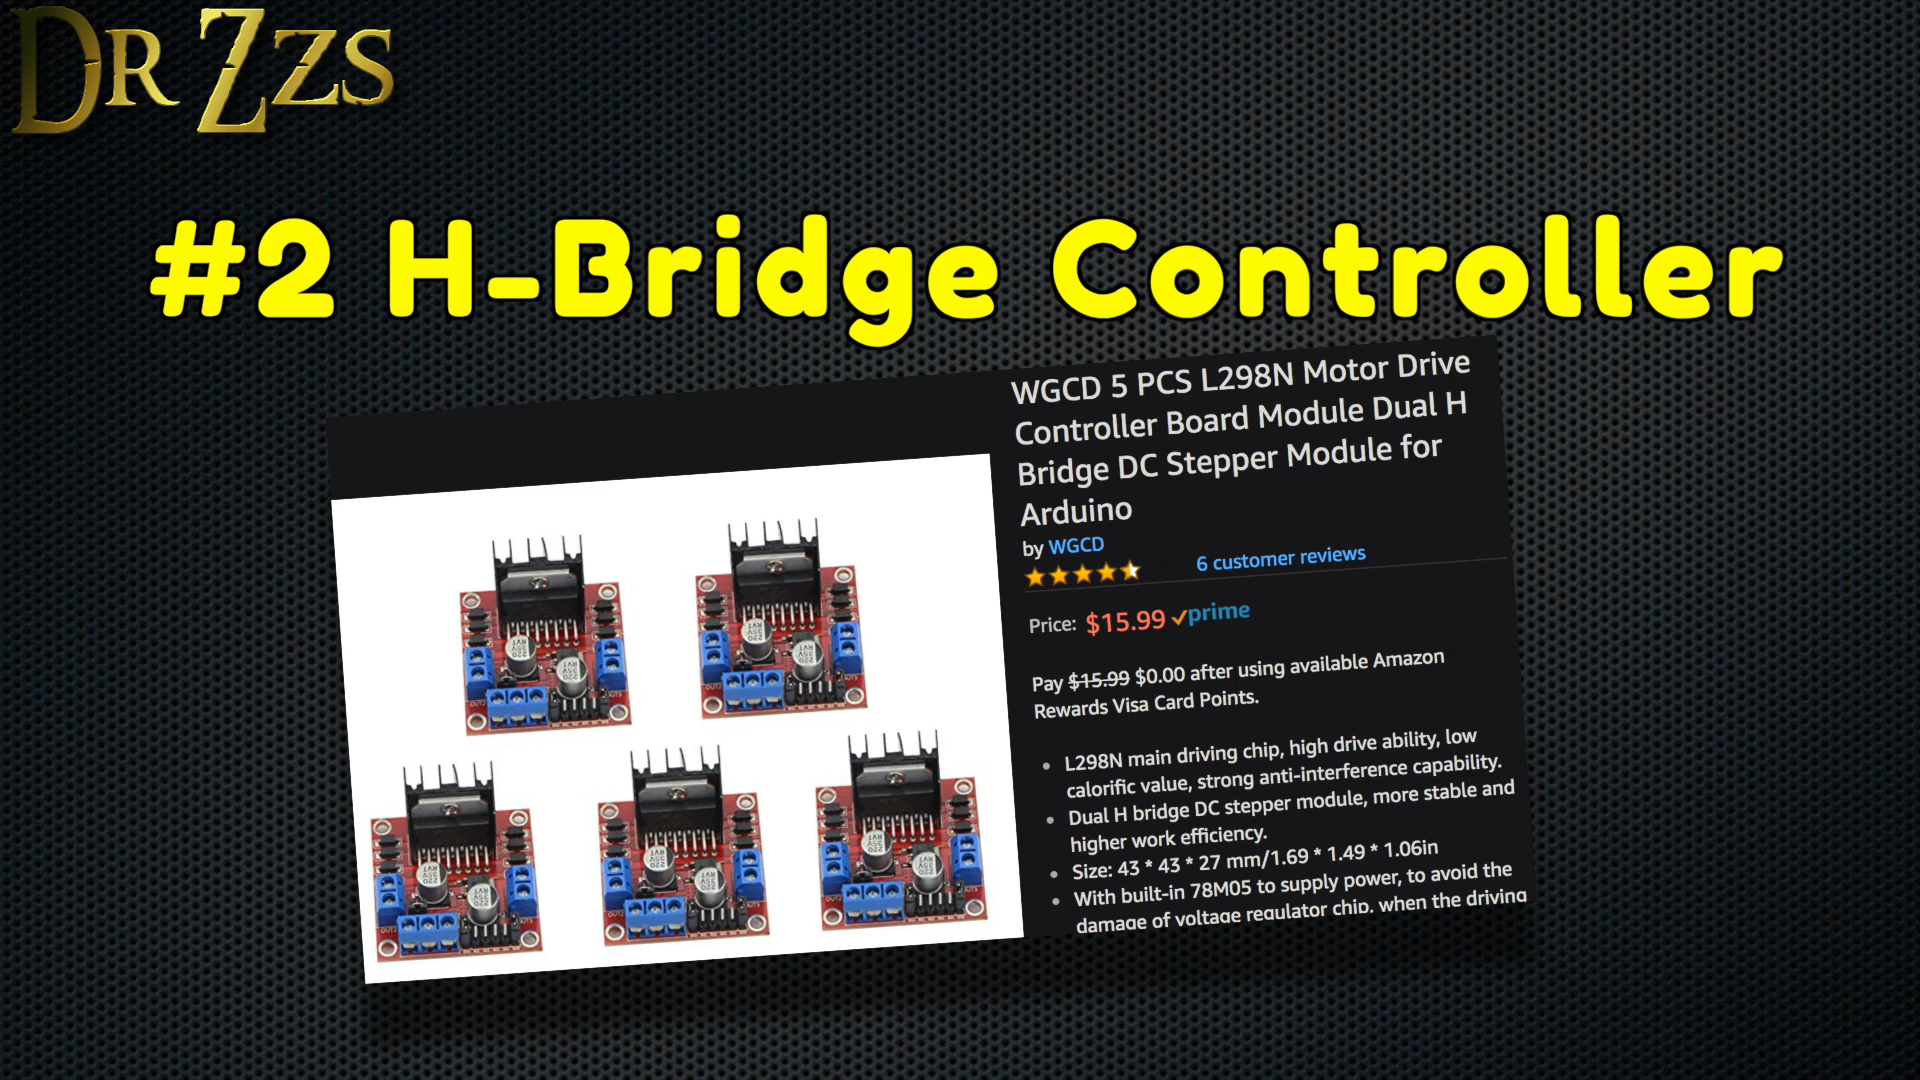 DR ZZS
#2 H-Bridge Controller
WGCD 5 PCS L298N Motor Drive
Controller Board Module Dual H
Bridge DC Stepper Module for
Arduino
by WGCD
6 customer reviews
Price: $15.99 prime
Pay $15.99 $0.00 after using available Amazon
Rewards Visa Card Points.
L298N main driving chip, high drive ability, low
calorific value, strong anti-interference capability.
Dual H bridge DC stepper module, more stable and
higher work efficiency.
Size: 43 * 43 * 27 mm/1.69 * 1.49 * 1.06in
With built-in 78M05 to supply power, to avoid the
damage of voltage regulator chip, when the driving